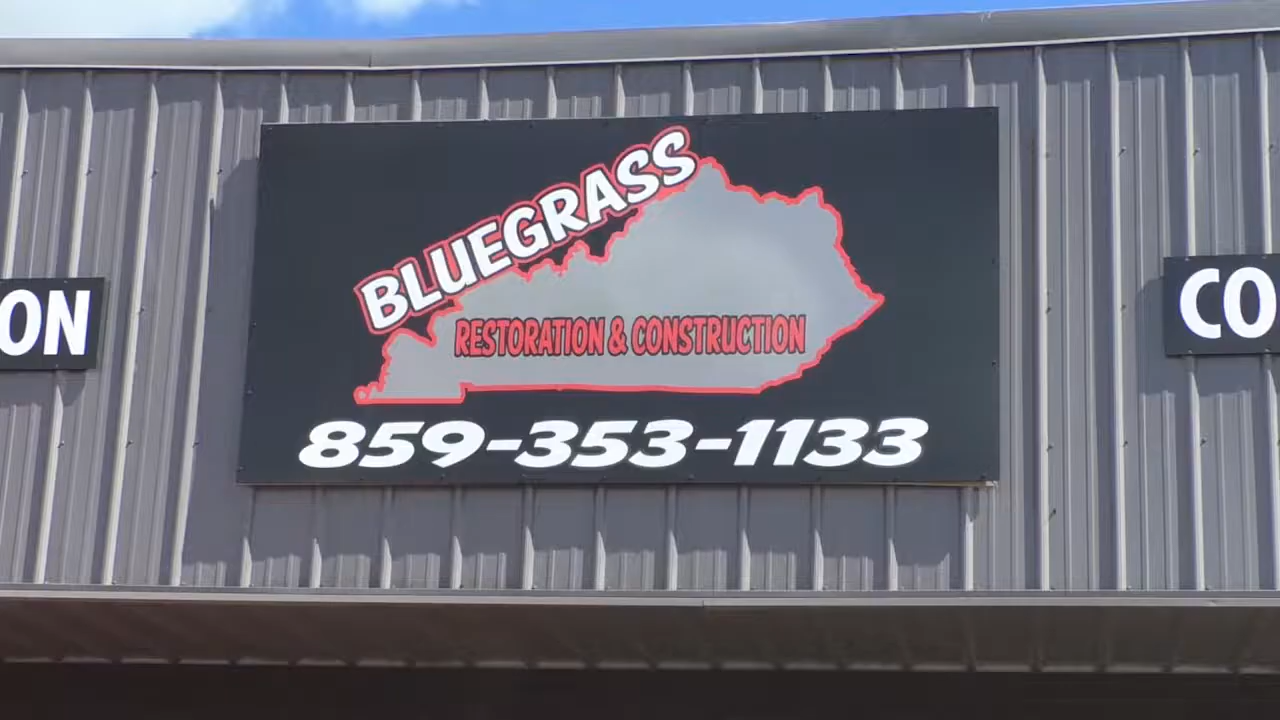 BLUEGRASS
RESTORATION & CONSTRUCTION
859-353-1133
ON
CO